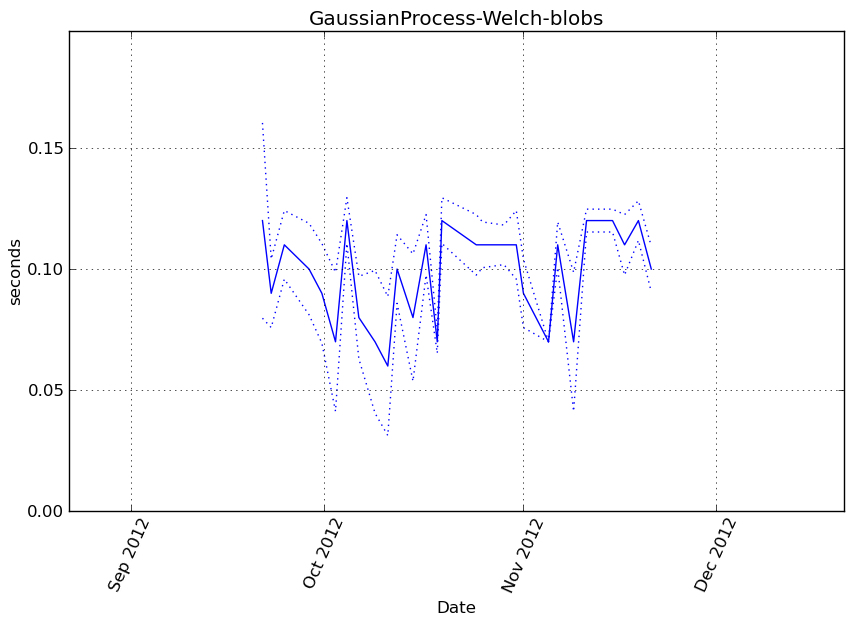 GaussianProcess-Welch-blobs
0.15
0.10
0.05
0.00
seconds
Sep 2012
Oct 2012
Nov 2012
Dec 2012
Date